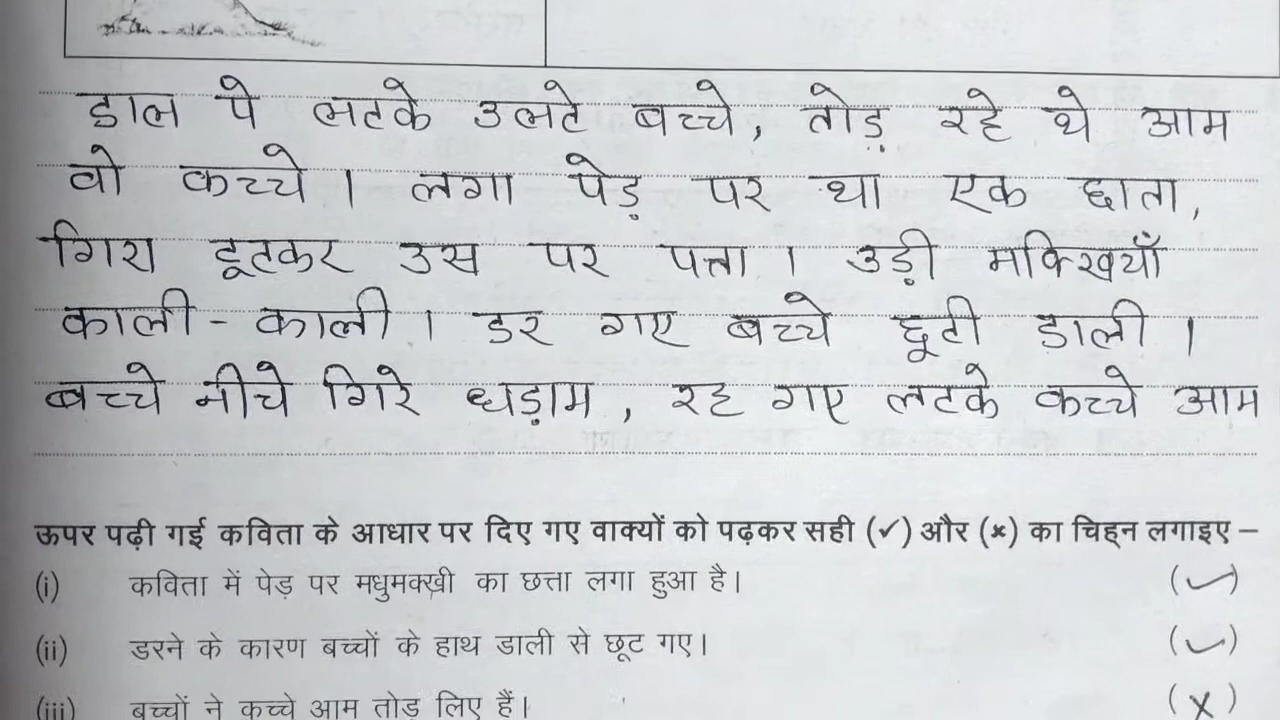 डाल पे लटके उलटे बच्चे, तोड़ रहे थे आम
वो कच्चे । लगा पेड़ पर था एक छाता,
गिरा टूटकर उस पर पत्ता । उड़ी मक्खियाँ
काली - काली । डर गए बच्चे छूटी डाली ।
बच्चे नीचे गिरे धड़ाम, रह गए लटके कच्चे आम
ऊपर पढ़ी गई कविता के आधार पर दिए गए वाक्यों को पढ़कर सही (✓) और (×) का चिह्न लगाइए –
(i) कविता में पेड़ पर मधुमक्खी का छत्ता लगा हुआ है। (✓)
(ii) डरने के कारण बच्चों के हाथ डाली से छूट गए। (✓)
(iii) बच्चों ने कच्चे आम तोड़ लिए हैं। (×)